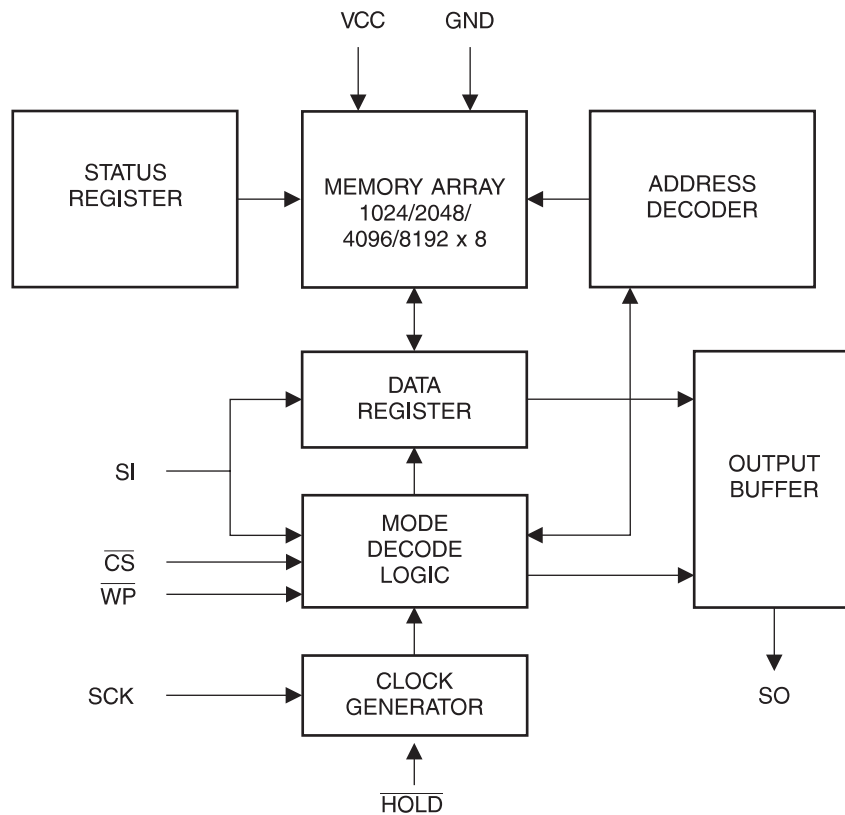 VCC
GND
STATUS
REGISTER
MEMORY ARRAY
1024/2048/
4096/8192 x 8
ADDRESS
DECODER
DATA
REGISTER
SI
MODE
DECODE
LOGIC
OUTPUT
BUFFER
CS
WP
SCK
CLOCK
GENERATOR
SO
HOLD